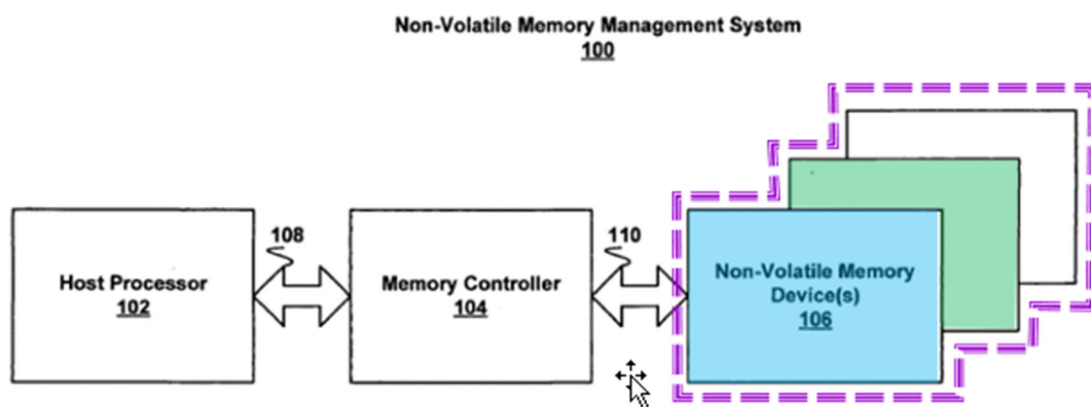 Non-Volatile Memory Management System
100
108
110
Host Processor
102
Memory Controller
104
Non-Volatile Memory
Device(s)
106